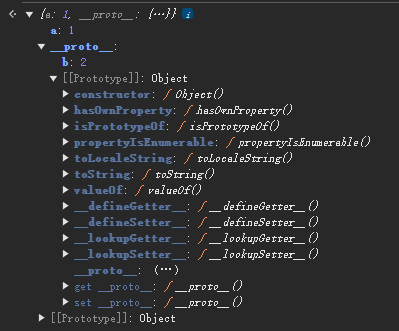 {a: 1, __proto__: {…}} i
a: 1
__proto__:
b: 2
[[Prototype]]: Object
constructor: ƒ Object()
hasOwnProperty: ƒ hasOwnProperty()
isPrototypeOf: ƒ isPrototypeOf()
propertyIsEnumerable: ƒ propertyIsEnumerable()
toLocaleString: ƒ toLocaleString()
toString: ƒ toString()
valueOf: ƒ valueOf()
__defineGetter__: ƒ __defineGetter__()
__defineSetter__: ƒ __defineSetter__()
__lookupGetter__: ƒ __lookupGetter__()
__lookupSetter__: ƒ __lookupSetter__()
__proto__: (…)
get __proto__: ƒ __proto__()
set __proto__: ƒ __proto__()
[[Prototype]]: Object